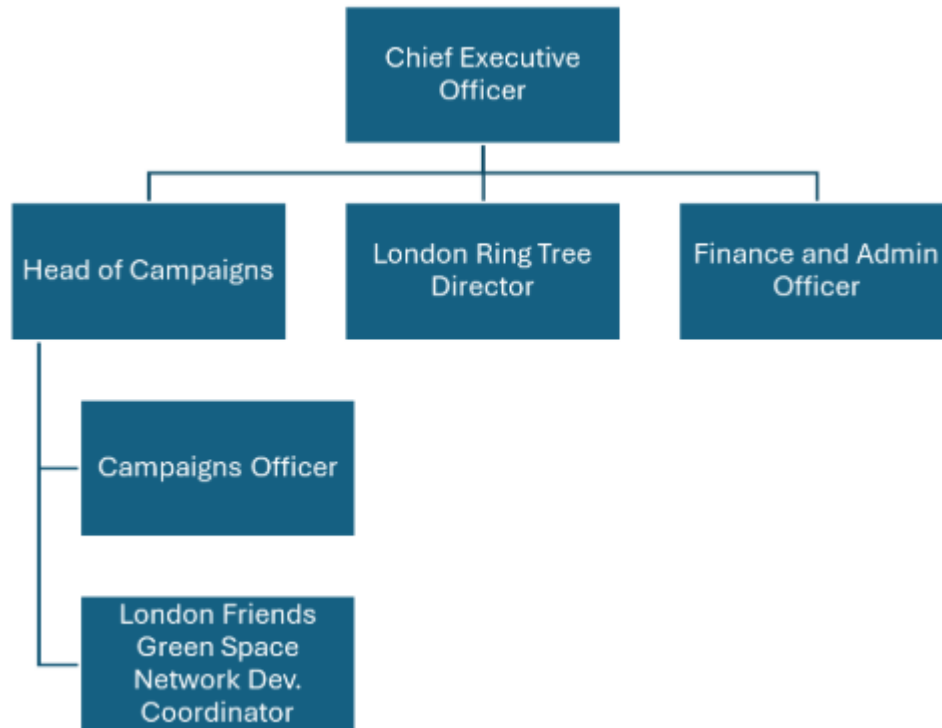 Chief Executive
Officer
Head of Campaigns
London Ring Tree
Director
Finance and Admin
Officer
Campaigns Officer
London Friends
Green Space
Network Dev.
Coordinator